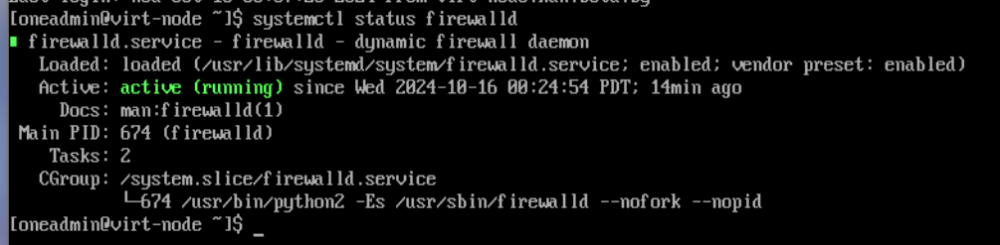 [oneadmin@virt-node ~]$ systemctl status firewalld
firewalld.service - firewalld - dynamic firewall daemon
Loaded: loaded (/usr/lib/systemd/system/firewalld.service; enabled; vendor preset: enabled)
Active: active (running) since Wed 2024-10-16 00:24:54 PDT; 14min ago
Docs: man:firewalld(1)
Main PID: 674 (firewalld)
Tasks: 2
CGroup: /system.slice/firewalld.service
└─674 /usr/bin/python2 -Es /usr/sbin/firewalld --nofork --nopid
[oneadmin@virt-node ~]$ _